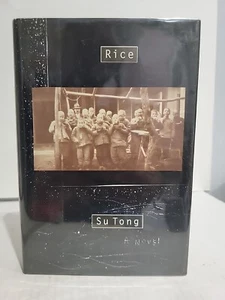 Rice
Su Tong
A Novel